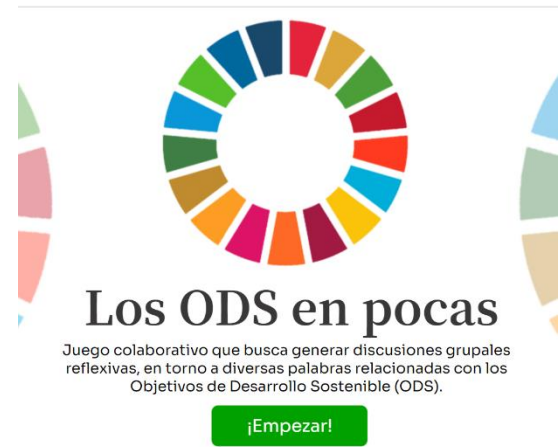 Los ODS en pocas
Juego colaborativo que busca generar discusiones grupales
reflexivas, en torno a diversas palabras relacionadas con los
Objetivos de Desarrollo Sostenible (ODS).
¡Empezar!